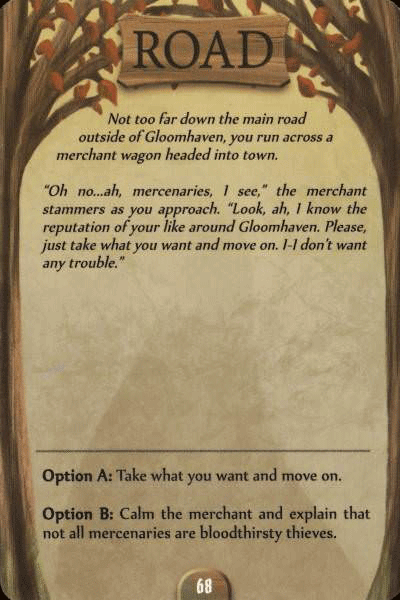 ROAD
Not too far down the main road
outside of Gloomhaven, you run across a
merchant wagon headed into town.
“Oh no...ah, mercenaries, I see,” the merchant
stammers as you approach. “Look, ah, I know the
reputation of your like around Gloomhaven. Please,
just take what you want and move on. I-I don’t want
any trouble.”
Option A: Take what you want and move on.
Option B: Calm the merchant and explain that
not all mercenaries are bloodthirsty thieves.
68